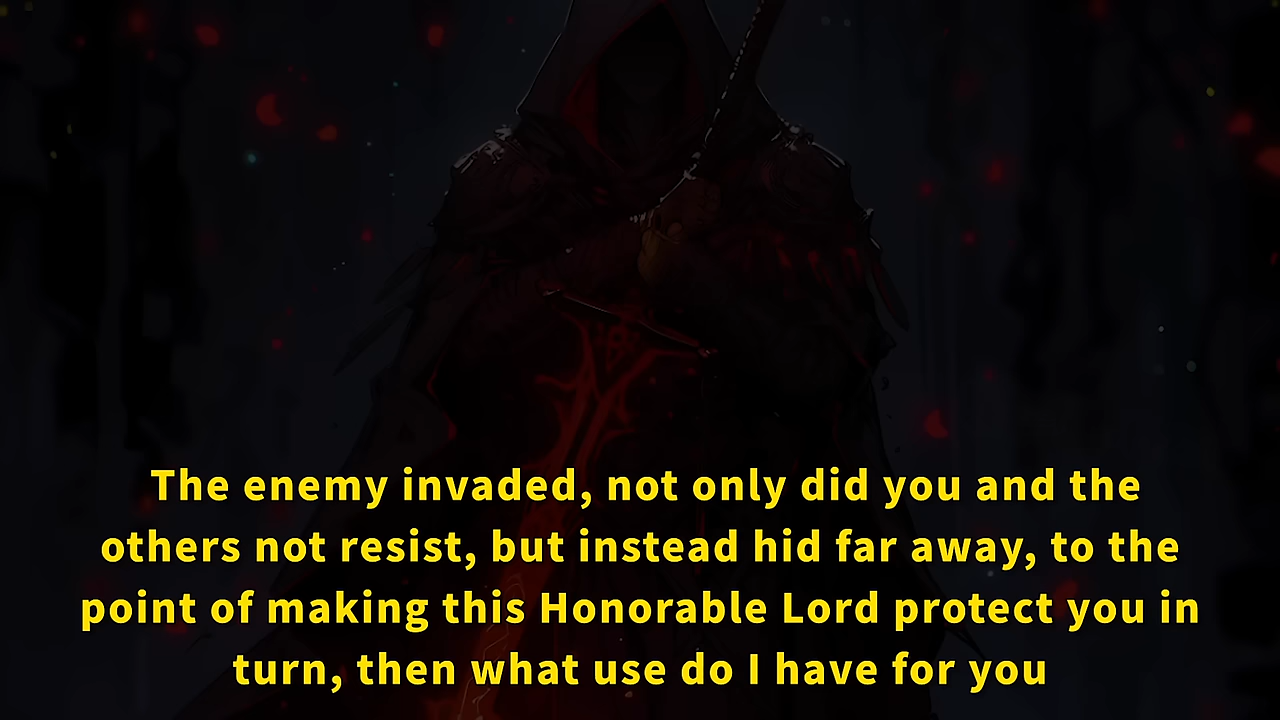 The enemy invaded, not only did you and the
others not resist, but instead hid far away, to the
point of making this Honorable Lord protect you in
turn, then what use do I have for you